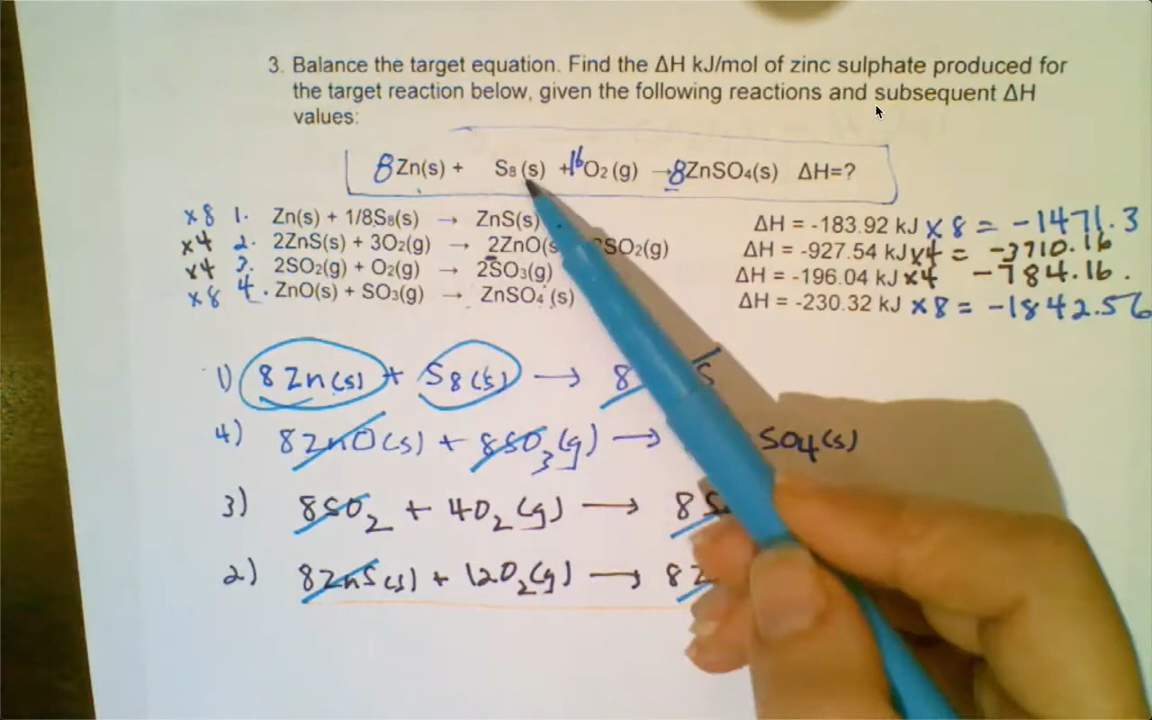 3. Balance the target equation. Find the ΔH kJ/mol of zinc sulphate produced for
the target reaction below, given the following reactions and subsequent ΔH
values:
8Zn(s) + S₈(s) +16O₂(g) →8ZnSO₄(s) ΔH=?
x8 1. Zn(s) + 1/8S₈(s) → ZnS(s) ΔH = -183.92 kJ x 8 = -1471.3
x4 2. 2ZnS(s) + 3O₂(g) → 2ZnO(s SO₂(g) ΔH = -927.54 kJ x4 = -3710.16
x4 3. 2SO₂(g) + O₂(g) → 2SO₃(g) ΔH = -196.04 kJ x4 -784.16.
x8 4. ZnO(s) + SO₃(g) → ZnSO₄ (s) ΔH = -230.32 kJ x 8 = -1842.56
1) 8 Zn(s) + S8(s) → 8 S
4) 8ZnO(s) + 8SO₃(g) → SO₄(s)
3) 8SO₂ + 4O₂(g) → 8S
2) 8ZnS(s) + 12O₂(g) → 8Z